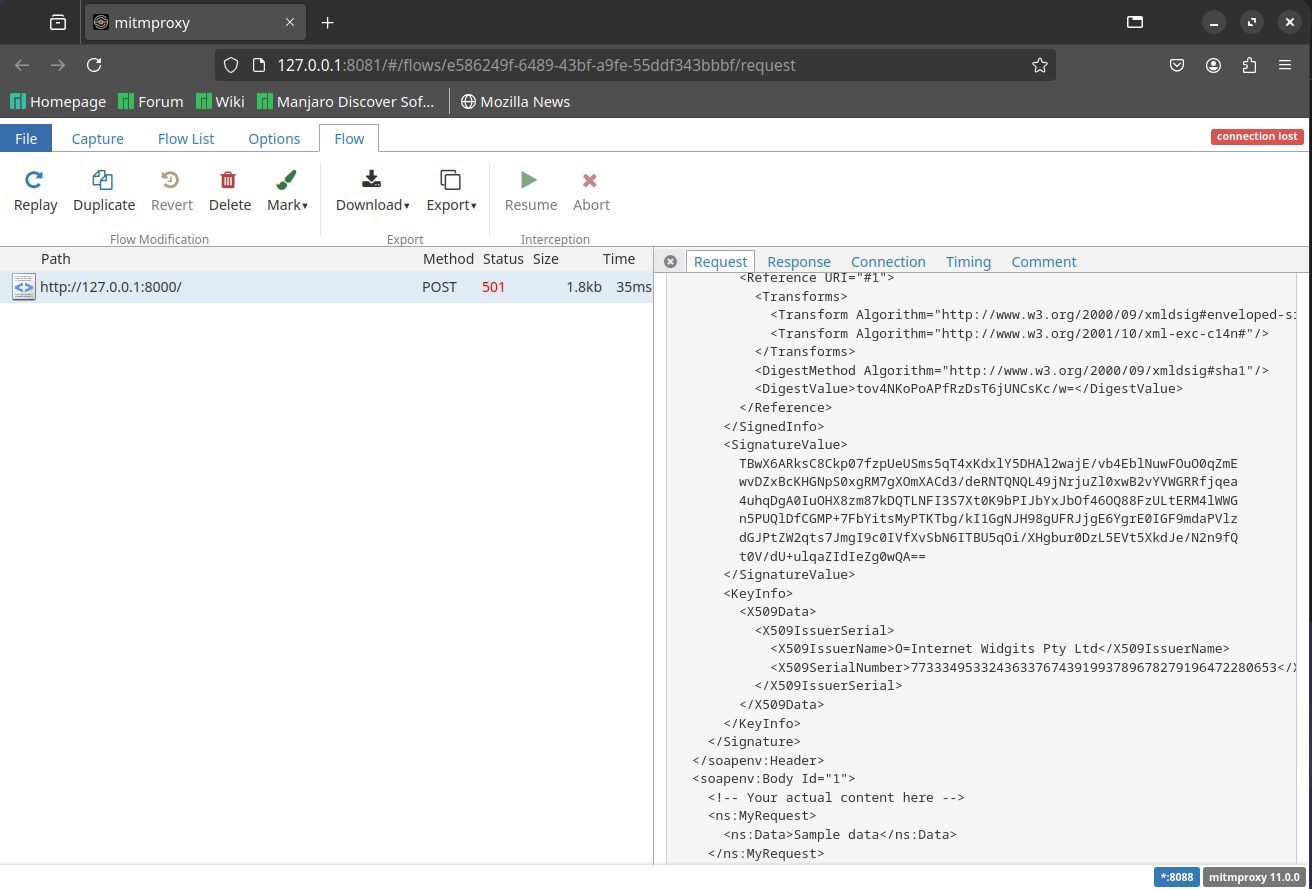 mitmproxy
127.0.0.1:8081/#/flows/e586249f-6489-43bf-a9fe-55ddf343bbbf/request
Homepage Forum Wiki Manjaro Discover Sof... Mozilla News
File Capture Flow List Options Flow connection lost
Replay Duplicate Revert Delete Mark▾ Download▾ Export▾ Resume Abort
Flow Modification Export Interception
Path Method Status Size Time
http://127.0.0.1:8000/ POST 501 1.8kb 35ms
Request Response Connection Timing Comment
<Reference URI="#1">
<Transforms>
<Transform Algorithm="http://www.w3.org/2000/09/xmldsig#enveloped-si
<Transform Algorithm="http://www.w3.org/2001/10/xml-exc-c14n#"/>
</Transforms>
<DigestMethod Algorithm="http://www.w3.org/2000/09/xmldsig#sha1"/>
<DigestValue>tov4NKoPoAPfRzDsT6jUNCsKc/w=</DigestValue>
</Reference>
</SignedInfo>
<SignatureValue>
TBwX6ARksC8Ckp07fzpUeUSms5qT4xKdxlY5DHAl2wajE/vb4EblNuwFOuO0qZmE
wvDZxBcKHGNpS0xgRM7gXOmXACd3/deRNTQNQL49jNrjuZl0xwB2vYVWGRRfjqea
4uhqDgA0IuOHX8zm87kDQTLNFI3S7Xt0K9bPIJbYxJbOf46OQ88FzULtERM4lWWG
n5PUQlDfCGMP+7FbYitsMyPTKTbg/kI1GgNJH98gUFRJjgE6YgrE0IGF9mdaPVlz
dGJPtZW2qts7JmgI9c0IVfXvSbN6ITBU5qOi/XHgbur0DzL5EVt5XkdJe/N2n9fQ
t0V/dU+ulqaZIdIeZg0wQA==
</SignatureValue>
<KeyInfo>
<X509Data>
<X509IssuerSerial>
<X509IssuerName>O=Internet Widgits Pty Ltd</X509IssuerName>
<X509SerialNumber>773334953324363376743919937896782791964722806​53</X
</X509IssuerSerial>
</X509Data>
</KeyInfo>
</Signature>
</soapenv:Header>
<soapenv:Body Id="1">
<!-- Your actual content here -->
<ns:MyRequest>
<ns:Data>Sample data</ns:Data>
</ns:MyRequest>
*:8088 mitmproxy 11.0.0